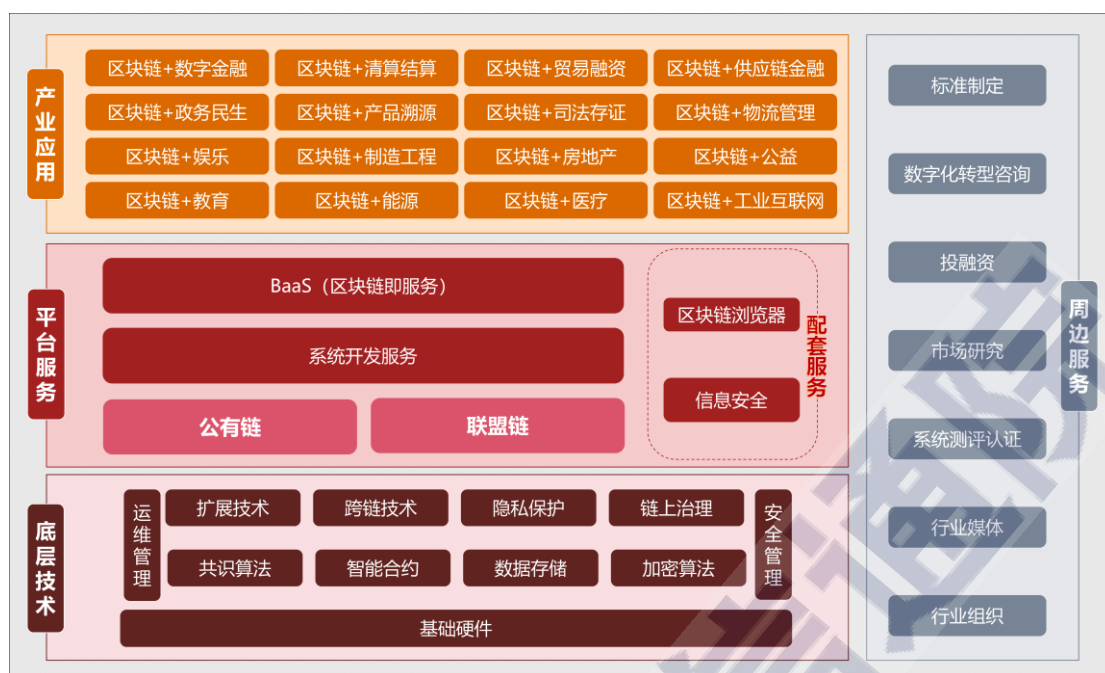 产业应用
区块链+数字金融
区块链+清算结算
区块链+贸易融资
区块链+供应链金融
区块链+政务民生
区块链+产品溯源
区块链+司法存证
区块链+物流管理
区块链+娱乐
区块链+制造工程
区块链+房地产
区块链+公益
区块链+教育
区块链+能源
区块链+医疗
区块链+工业互联网
平台服务
BaaS（区块链即服务）
系统开发服务
公有链
联盟链
区块链浏览器
信息安全
配套服务
底层技术
运维管理
扩展技术
跨链技术
隐私保护
链上治理
共识算法
智能合约
数据存储
加密算法
安全管理
基础硬件
标准制定
数字化转型咨询
投融资
市场研究
系统测评认证
行业媒体
行业组织
周边服务